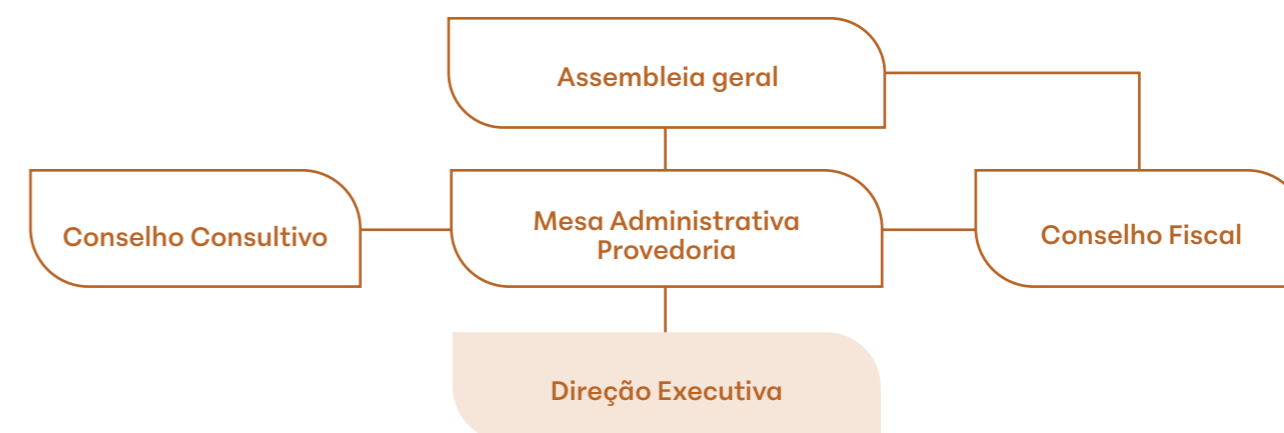 Assembleia geral
Conselho Consultivo
Mesa Administrativa
Provedoria
Conselho Fiscal
Direção Executiva